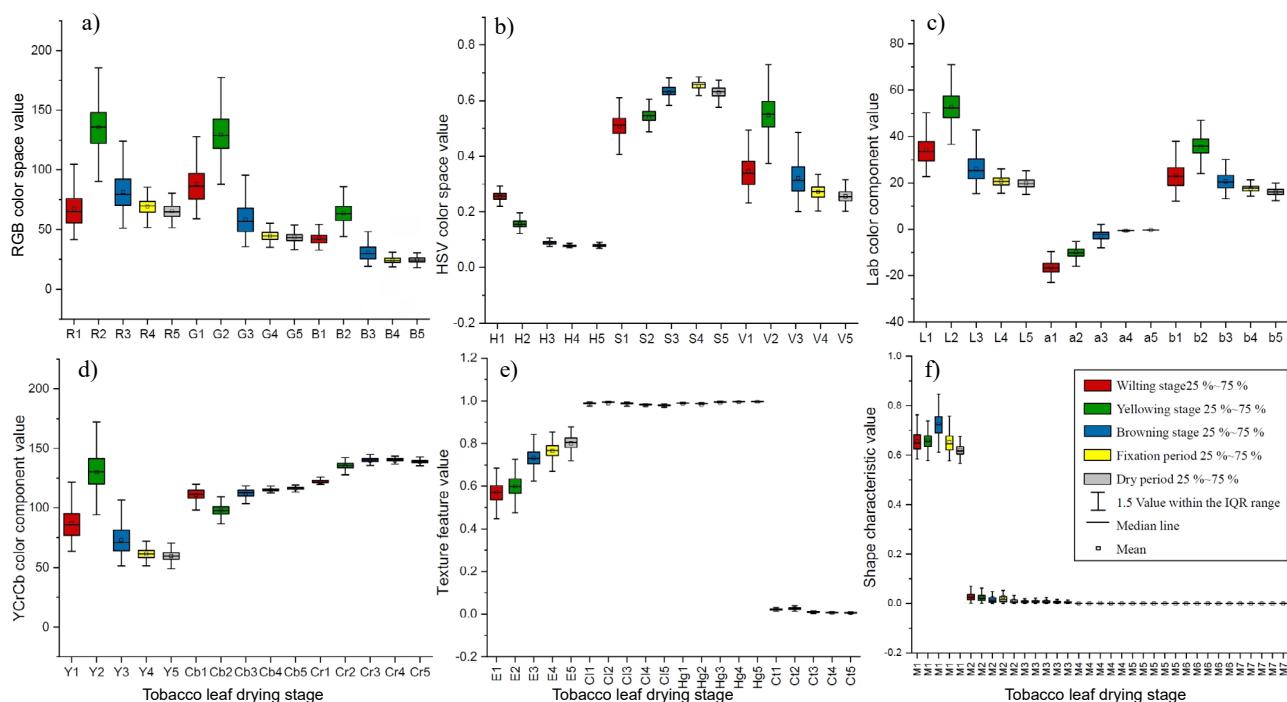 a)
RGB color space value
200
150
100
50
0
R1 R2 R3 R4 R5 G1 G2 G3 G4 G5 B1 B2 B3 B4 B5
b)
HSV color space value
0.8
0.6
0.4
0.2
0.0
-0.2
H1 H2 H3 H4 H5 S1 S2 S3 S4 S5 V1 V2 V3 V4 V5
c)
Lab color component value
80
60
40
20
0
-20
-40
L1 L2 L3 L4 L5 a1 a2 a3 a4 a5 b1 b2 b3 b4 b5
d)
YCrCb color component value
200
150
100
50
0
Y1 Y2 Y3 Y4 Y5 Cb1 Cb2 Cb3 Cb4 Cb5 Cr1 Cr2 Cr3 Cr4 Cr5
Tobacco leaf drying stage
e)
Texture feature value
1.2
1.0
0.8
0.6
0.4
0.2
0.0
-0.2
E1 E2 E3 E4 E5 Cl1 Cl2 Cl3 Cl4 Cl5 Hg1 Hg2 Hg3 Hg4 Hg5 Ct1 Ct2 Ct3 Ct4 Ct5
Tobacco leaf drying stage
f)
Shape characteristic value
1.0
0.8
0.6
0.4
0.2
0.0
-0.2
Wilting stage25 %~75 %
Yellowing stage 25 %~75 %
Browning stage 25 %~75 %
Fixation period 25 %~75 %
Dry period 25 %~75 %
1.5 Value within the IQR range
Median line
Mean
M1 M1 M1 M1 M1 M2 M2 M2 M2 M2 M3 M3 M3 M3 M3 M4 M4 M4 M4 M4 M5 M5 M5 M5 M5 M6 M6 M6 M6 M6 M7 M7 M7 M7 M7
Tobacco leaf drying stage